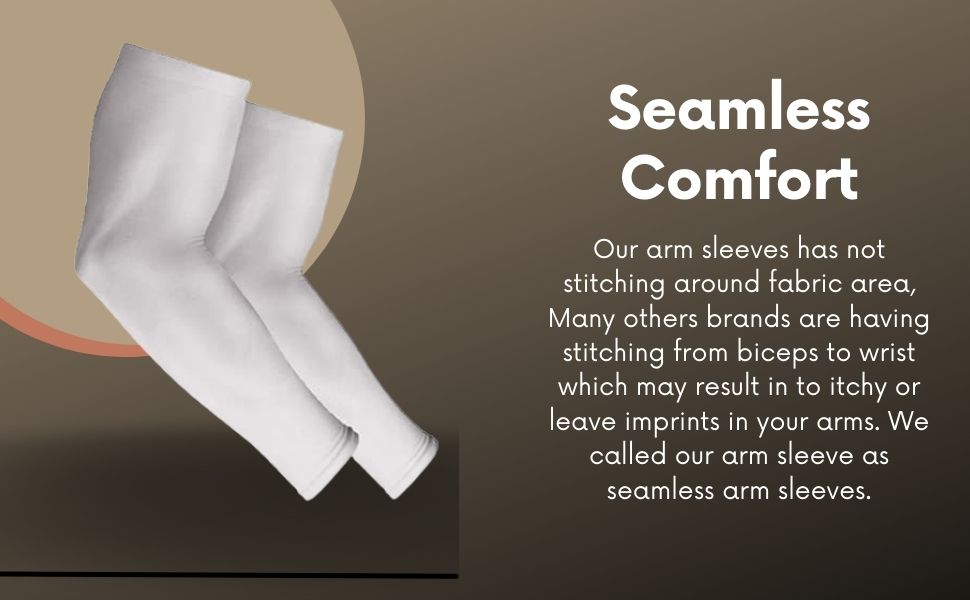 Seamless
Comfort
Our arm sleeves has not
stitching around fabric area,
Many others brands are having
stitching from biceps to wrist
which may result in to itchy or
leave imprints in your arms. We
called our arm sleeve as
seamless arm sleeves.